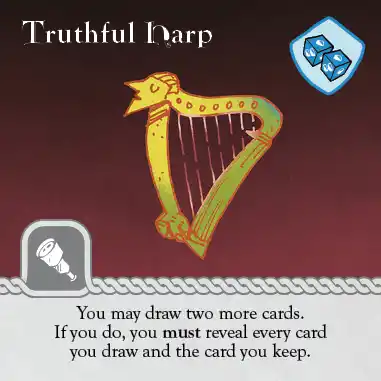 Truthful Harp
You may draw two more cards.
If you do, you must reveal every card
you draw and the card you keep.